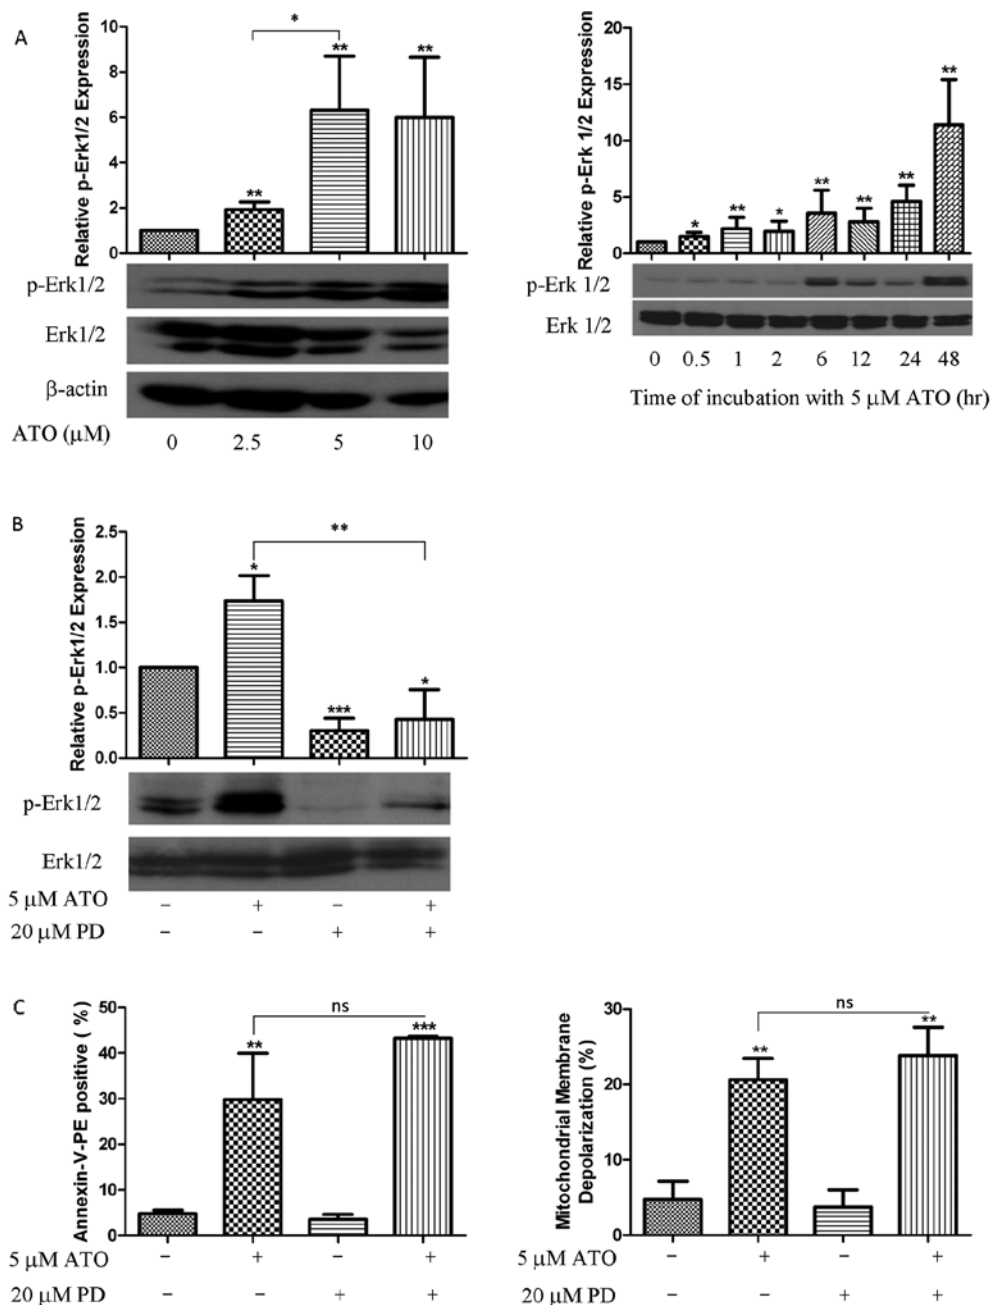 A
Relative p-Erk1/2 Expression
10
8
6
4
2
0
*
**
**
**
p-Erk1/2
Erk1/2
β-actin
ATO (μM)
0 2.5 5 10
Relative p-Erk 1/2 Expression
20
15
10
5
0
* ** * ** ** ** **
p-Erk 1/2
Erk 1/2
0 0.5 1 2 6 12 24 48
Time of incubation with 5 μM ATO (hr)
B
Relative p-Erk1/2 Expression
2.5
2.0
1.5
1.0
0.5
0.0
**
*
***
*
p-Erk1/2
Erk1/2
5 μM ATO − + − +
20 μM PD − − + +
C
Annexin-V-PE positive ( %)
50
40
30
20
10
0
ns
**
***
5 μM ATO − + − +
20 μM PD − − + +
Mitochondrial Membrane
Depolarization (%)
30
20
10
0
ns
**
**
5 μM ATO − + − +
20 μM PD − − + +